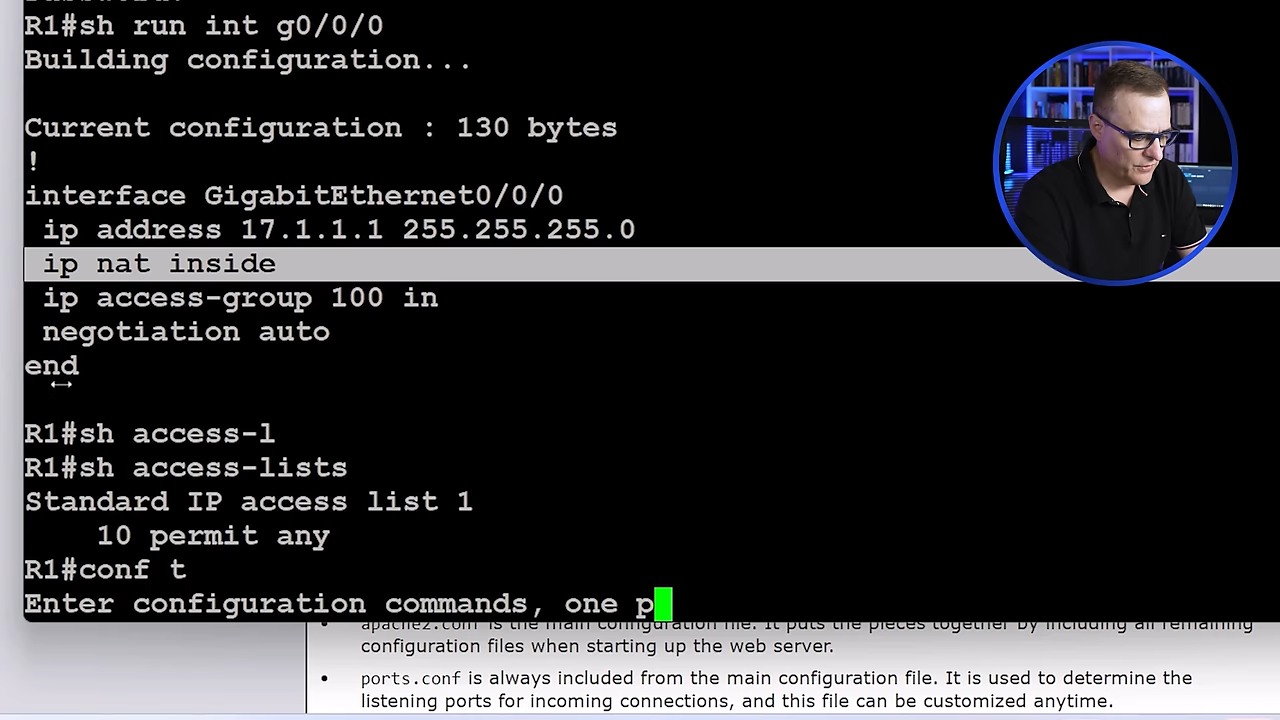 R1#sh run int g0/0/0
Building configuration...
Current configuration : 130 bytes
!
interface GigabitEthernet0/0/0
ip address 17.1.1.1 255.255.255.0
ip nat inside
ip access-group 100 in
negotiation auto
end
R1#sh access-l
R1#sh access-lists
Standard IP access list 1
10 permit any
R1#conf t
Enter configuration commands, one p
apache2.conf is the main configuration file. It puts the pieces together by including all remaining
configuration files when starting up the web server.
• ports.conf is always included from the main configuration file. It is used to determine the
listening ports for incoming connections, and this file can be customized anytime.